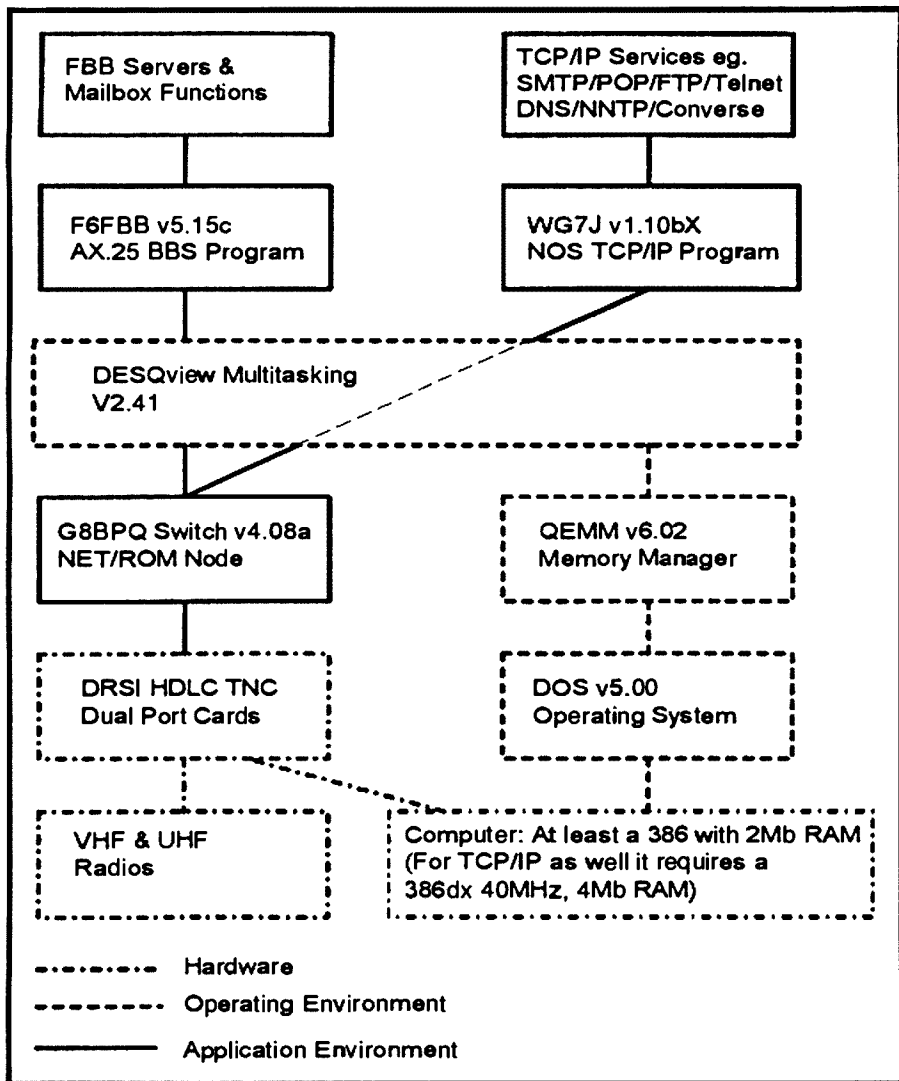 FBB Servers &
Mailbox Functions
TCP/IP Services eg.
SMTP/POP/FTP/Telnet
DNS/NNTP/Converse
F6FBB v5.15c
AX.25 BBS Program
WG7J v1.10bX
NOS TCP/IP Program
DESQview Multitasking
V2.41
G8BPQ Switch v4.08a
NET/ROM Node
QEMM v6.02
Memory Manager
DRSI HDLC TNC
Dual Port Cards
DOS v5.00
Operating System
VHF & UHF
Radios
Computer: At least a 386 with 2Mb RAM
(For TCP/IP as well it requires a
386dx 40MHz, 4Mb RAM)
Hardware
Operating Environment
Application Environment